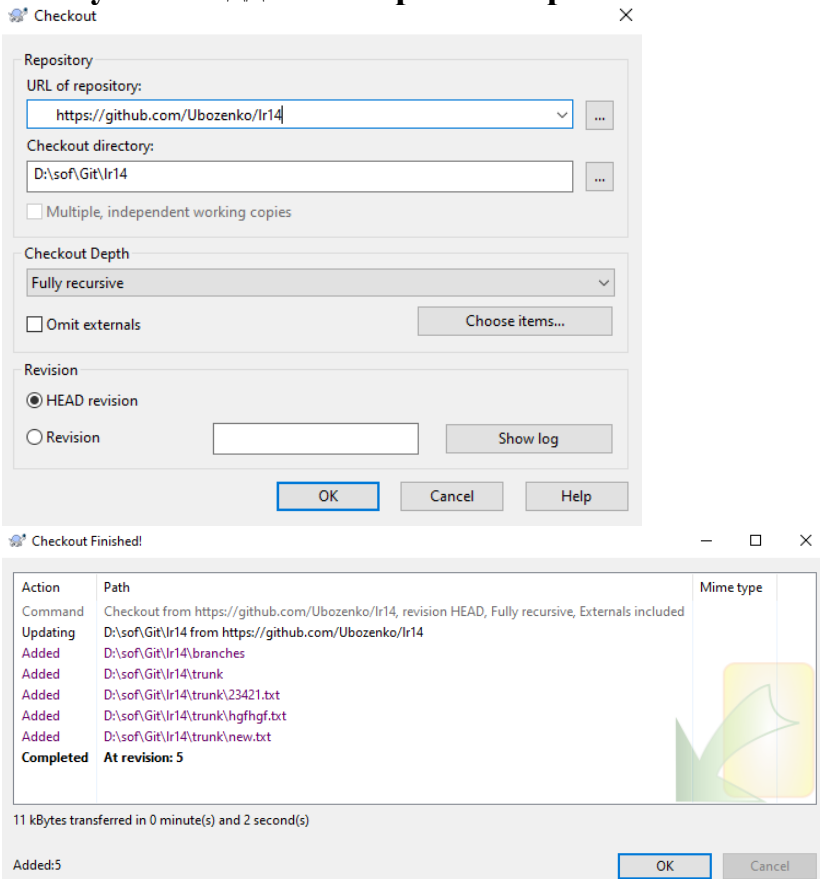 Checkout
Repository
URL of repository:
https://github.com/Ubozenko/lr14
...
Checkout directory:
D:\sof\Git\lr14
...
Multiple, independent working copies
Checkout Depth
Fully recursive
Omit externals
Choose items...
Revision
HEAD revision
Revision
Show log
OK Cancel Help
Checkout Finished!
Action Path Mime type
Command Checkout from https://github.com/Ubozenko/lr14, revision HEAD, Fully recursive, Externals included
Updating D:\sof\Git\lr14 from https://github.com/Ubozenko/lr14
Added D:\sof\Git\lr14\branches
Added D:\sof\Git\lr14\trunk
Added D:\sof\Git\lr14\trunk\23421.txt
Added D:\sof\Git\lr14\trunk\hgfhgf.txt
Added D:\sof\Git\lr14\trunk\new.txt
Completed At revision: 5
11 kBytes transferred in 0 minute(s) and 2 second(s)
Added:5
OK Cancel